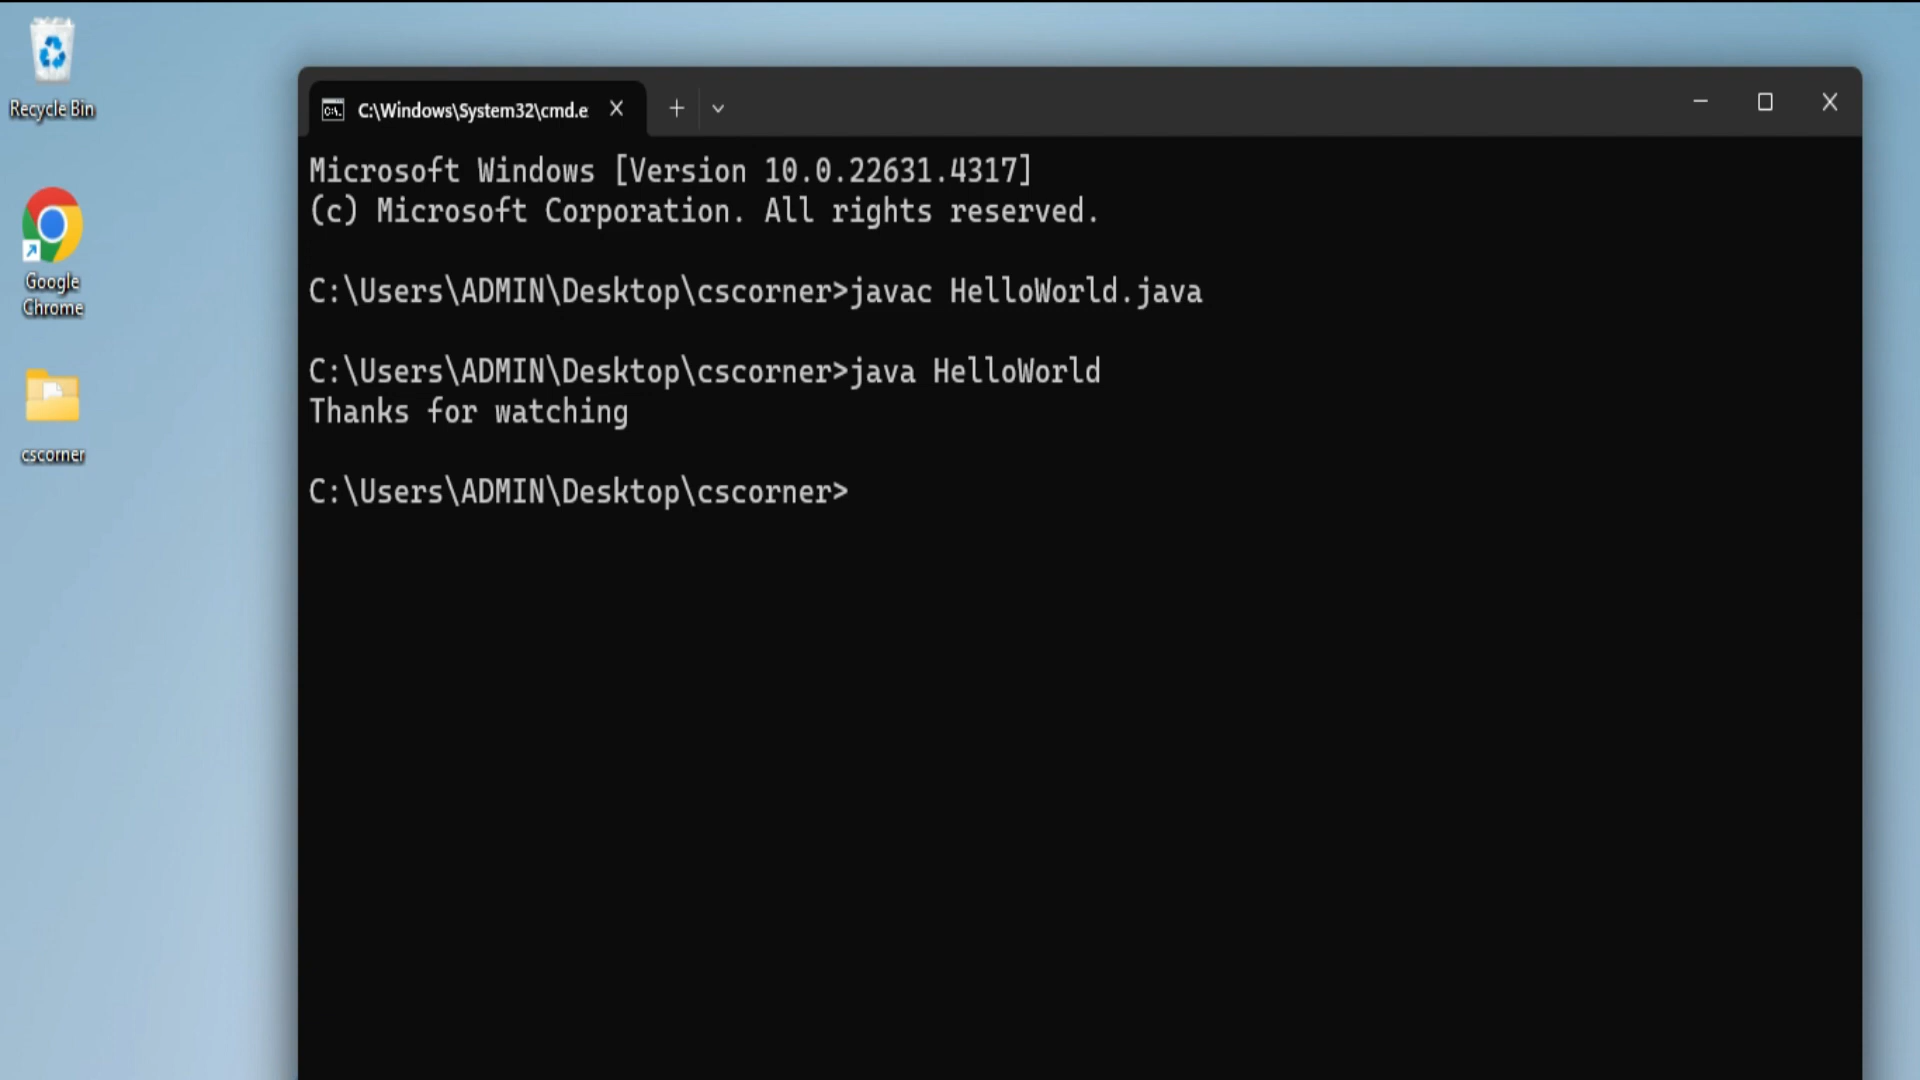 Recycle Bin
Google
Chrome
cscorner
C:\Windows\System32\cmd.e
Microsoft Windows [Version 10.0.22631.4317]
(c) Microsoft Corporation. All rights reserved.
C:\Users\ADMIN\Desktop\cscorner>javac HelloWorld.java
C:\Users\ADMIN\Desktop\cscorner>java HelloWorld
Thanks for watching
C:\Users\ADMIN\Desktop\cscorner>